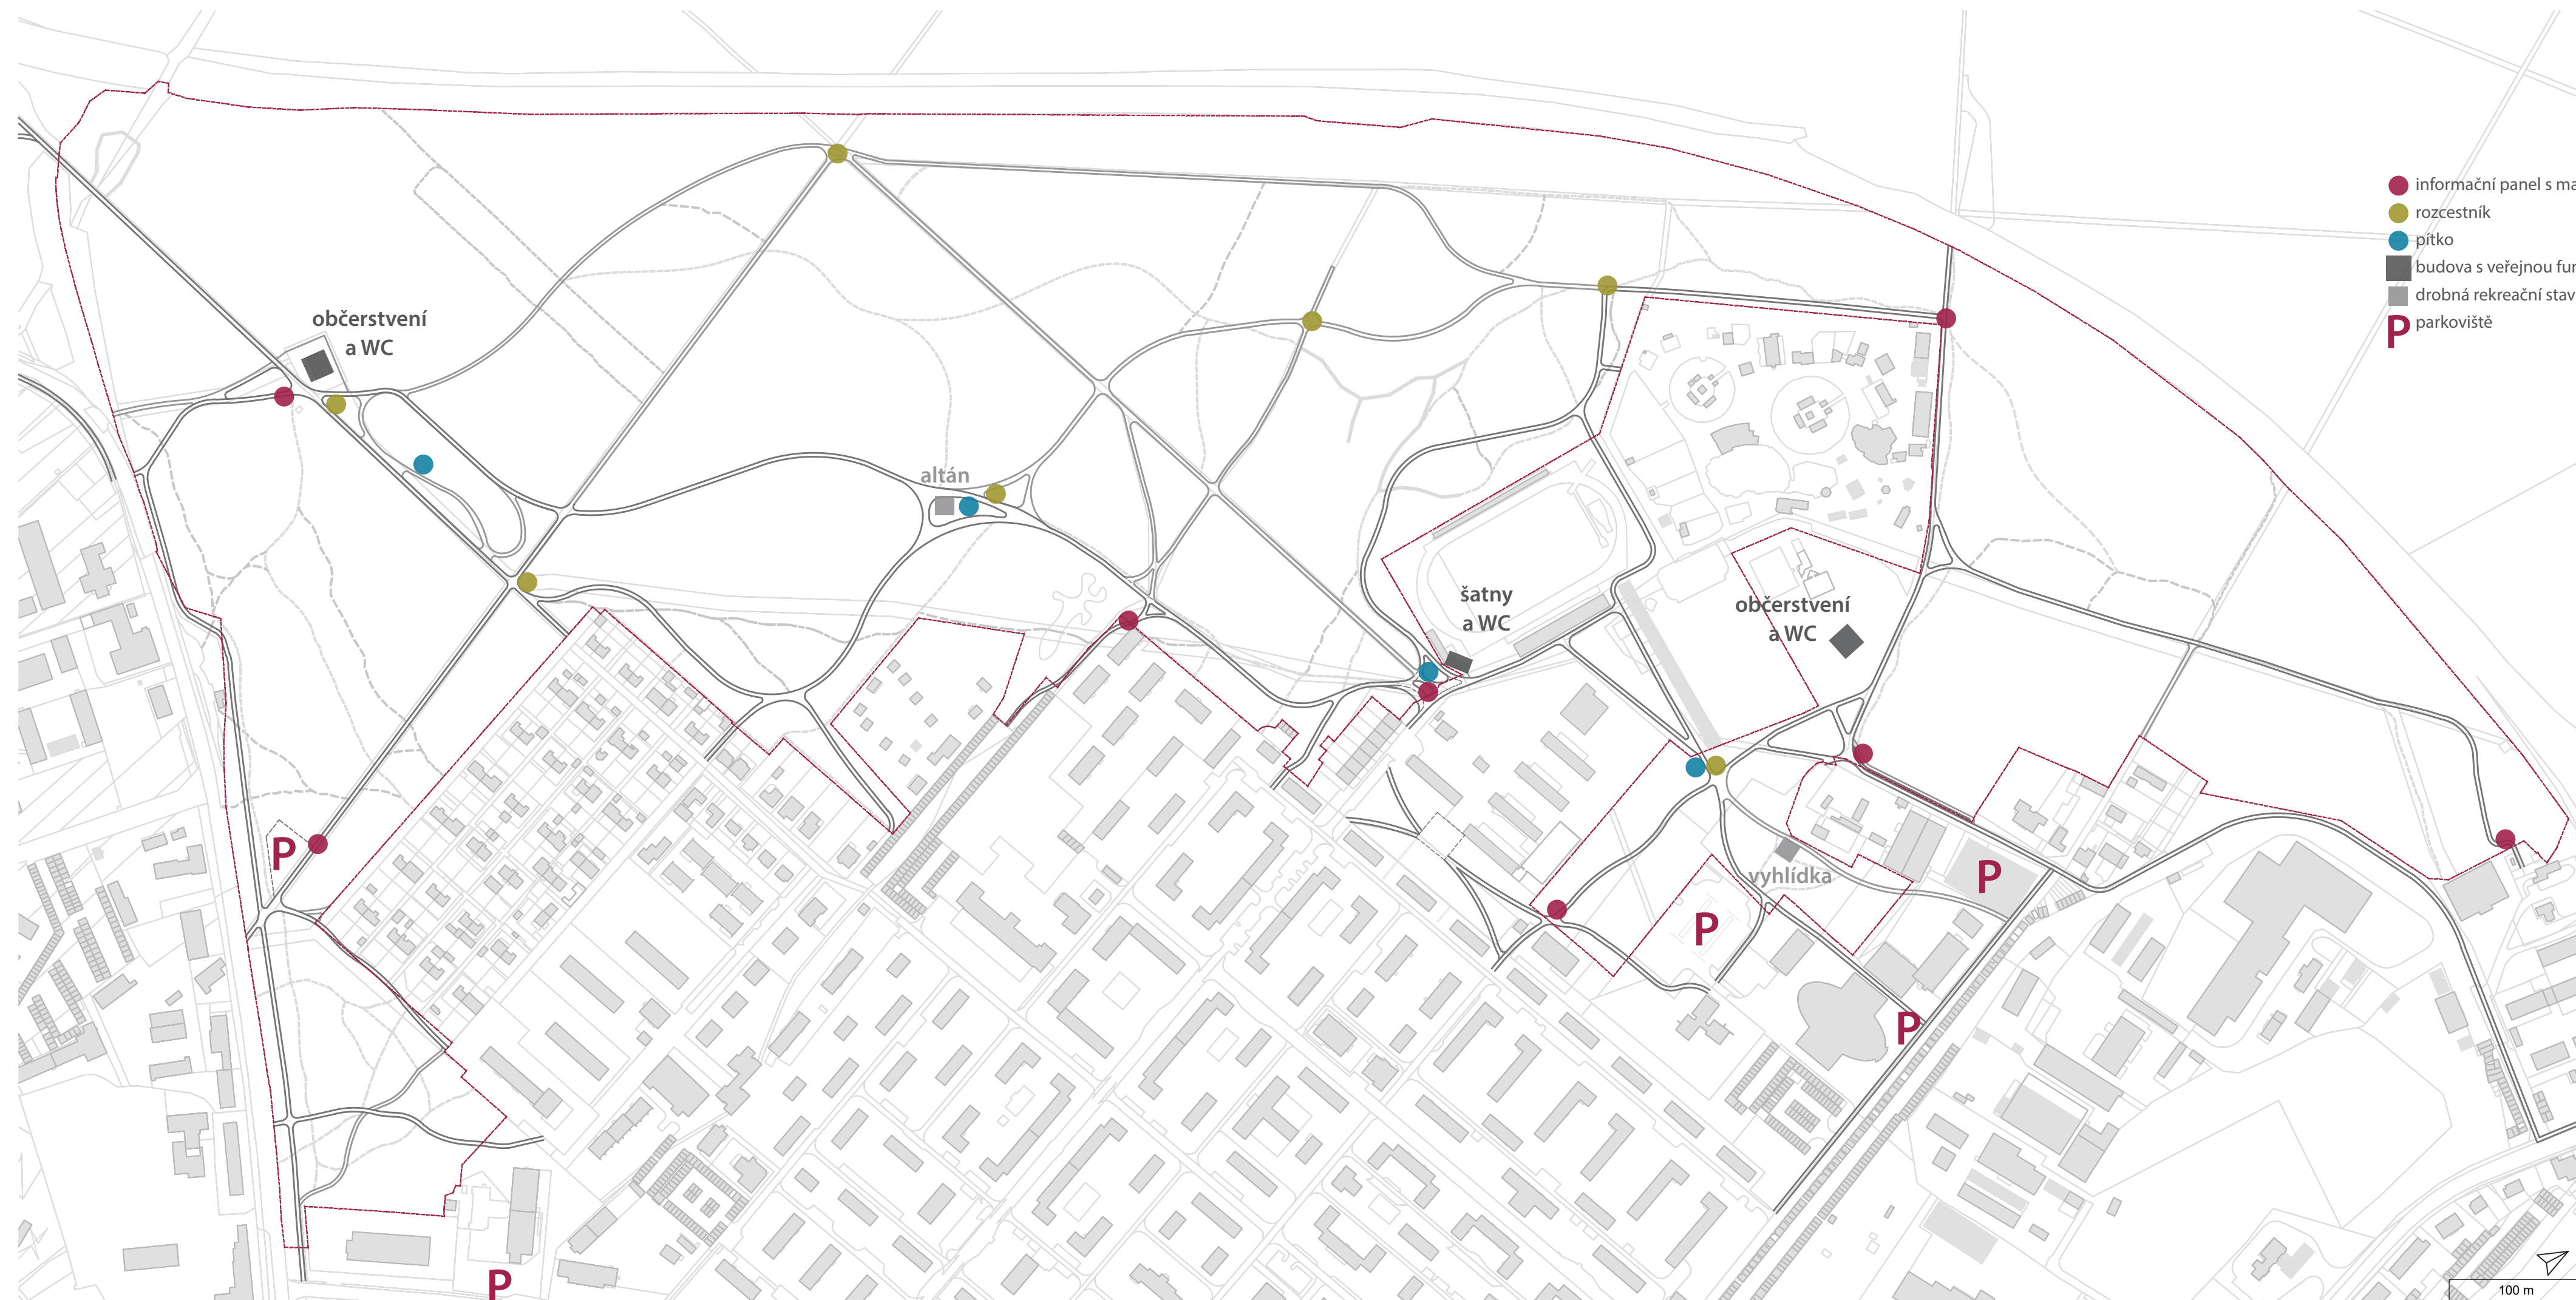 informační panel s ma
rozcestník
pítko
budova s veřejnou fun
drobná rekreační stav
P parkoviště
občerstvení
a WC
altán
šatny
a WC
občerstvení
a WC
vyhlídka
P
P
P
P
P
100 m